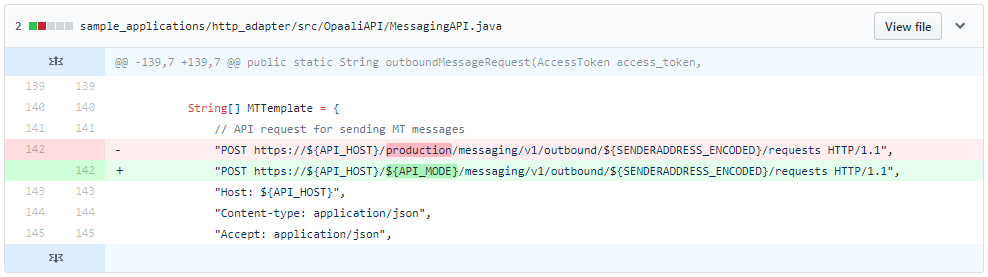 2 sample_applications/http_adapter/src/OpaaliAPI/MessagingAPI.java View file
@@ -139,7 +139,7 @@ public static String outboundMessageRequest(AccessToken access_token,
139 139
140 140 String[] MTTemplate = {
141 141 // API request for sending MT messages
142 - "POST https://${API_HOST}/production/messaging/v1/outbound/${SENDERADDRESS_ENCODED}/requests HTTP/1.1",
142 + "POST https://${API_HOST}/${API_MODE}/messaging/v1/outbound/${SENDERADDRESS_ENCODED}/requests HTTP/1.1",
143 143 "Host: ${API_HOST}",
144 144 "Content-type: application/json",
145 145 "Accept: application/json",